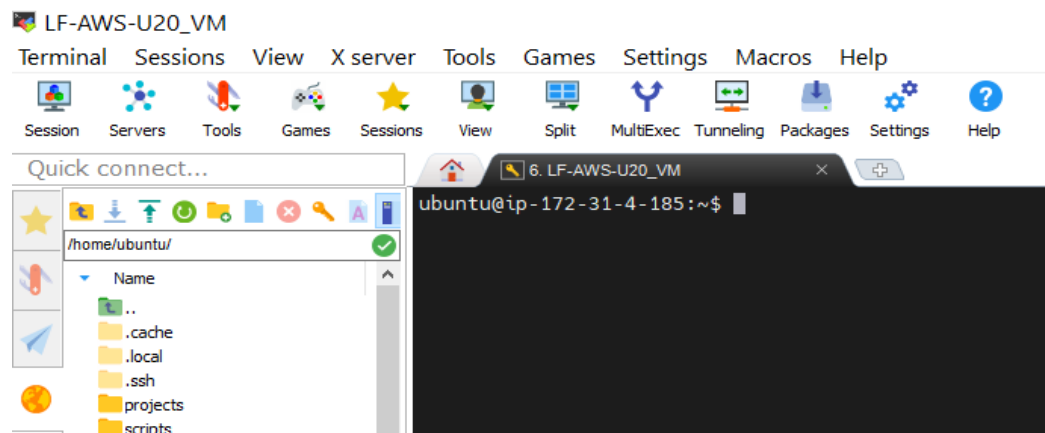 LF-AWS-U20_VM
Terminal Sessions View X server Tools Games Settings Macros Help
Session Servers Tools Games Sessions View Split MultiExec Tunneling Packages Settings Help
Quick connect...
6. LF-AWS-U20_VM
/home/ubuntu/
Name
..
.cache
.local
.ssh
projects
scripts
ubuntu@ip-172-31-4-185:~$